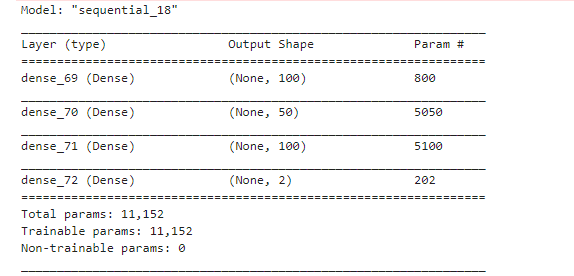 Model: "sequential_18"
_________________________________________________________________
Layer (type)                 Output Shape              Param #
=================================================================
dense_69 (Dense)             (None, 100)               800
_________________________________________________________________
dense_70 (Dense)             (None, 50)                5050
_________________________________________________________________
dense_71 (Dense)             (None, 100)               5100
_________________________________________________________________
dense_72 (Dense)             (None, 2)                 202
=================================================================
Total params: 11,152
Trainable params: 11,152
Non-trainable params: 0
_________________________________________________________________